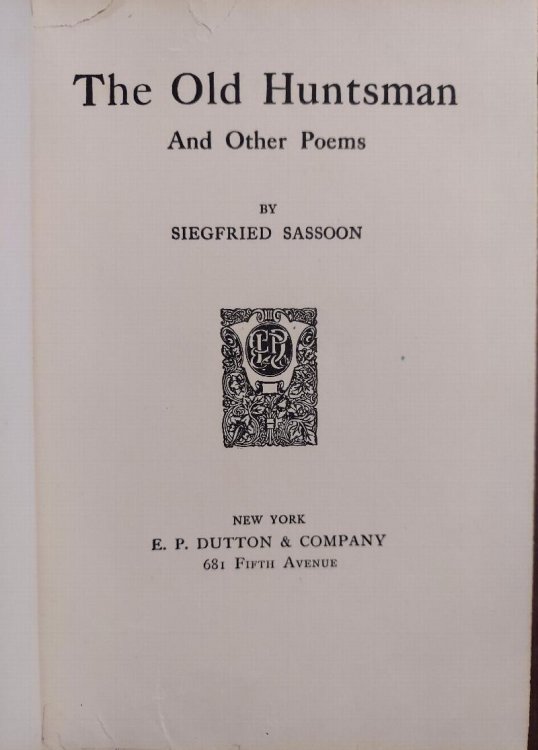 The Old Huntsman
And Other Poems
BY
SIEGFRIED SASSOON
NEW YORK
E. P. DUTTON & COMPANY
681 FIFTH AVENUE